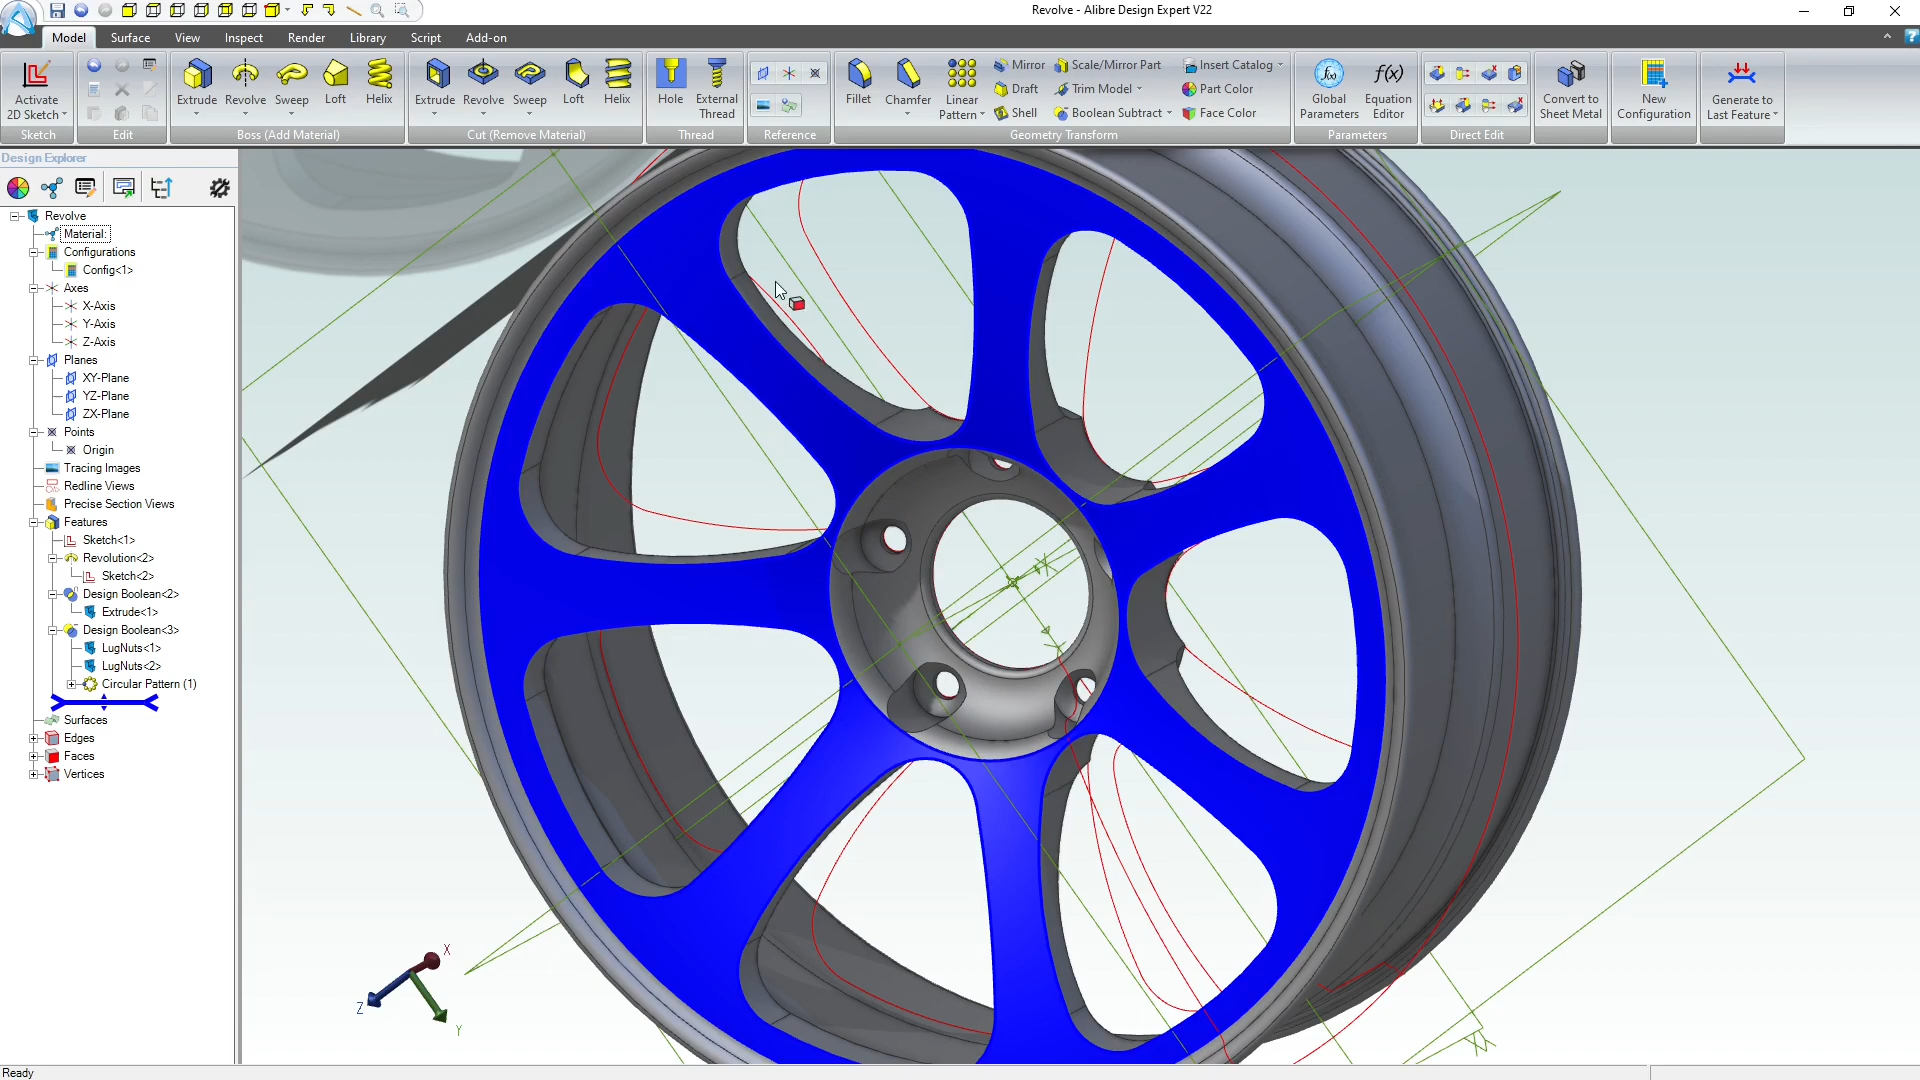 Revolve - Alibre Design Expert V22
Model Surface View Inspect Render Library Script Add-on
Activate
2D Sketch
Sketch
Edit
Extrude Revolve Sweep Loft Helix
Boss (Add Material)
Extrude Revolve Sweep Loft Helix
Cut (Remove Material)
Hole External
Thread
Thread
Reference
Fillet Chamfer Linear
Pattern
Mirror Scale/Mirror Part Insert Catalog
Draft Trim Model Part Color
Shell Boolean Subtract Face Color
Geometry Transform
Global
Parameters
f(x)
Equation
Editor
Parameters
Direct Edit
Convert to
Sheet Metal
New
Configuration
Generate to
Last Feature
Design Explorer
Revolve
Material:
Configurations
Config<1>
Axes
X-Axis
Y-Axis
Z-Axis
Planes
XY-Plane
YZ-Plane
ZX-Plane
Points
Origin
Tracing Images
Redline Views
Precise Section Views
Features
Sketch<1>
Revolution<2>
Sketch<2>
Design Boolean<2>
Extrude<1>
Design Boolean<3>
LugNuts<1>
LugNuts<2>
Circular Pattern (1)
Surfaces
Edges
Faces
Vertices
X
Z
Y
Ready